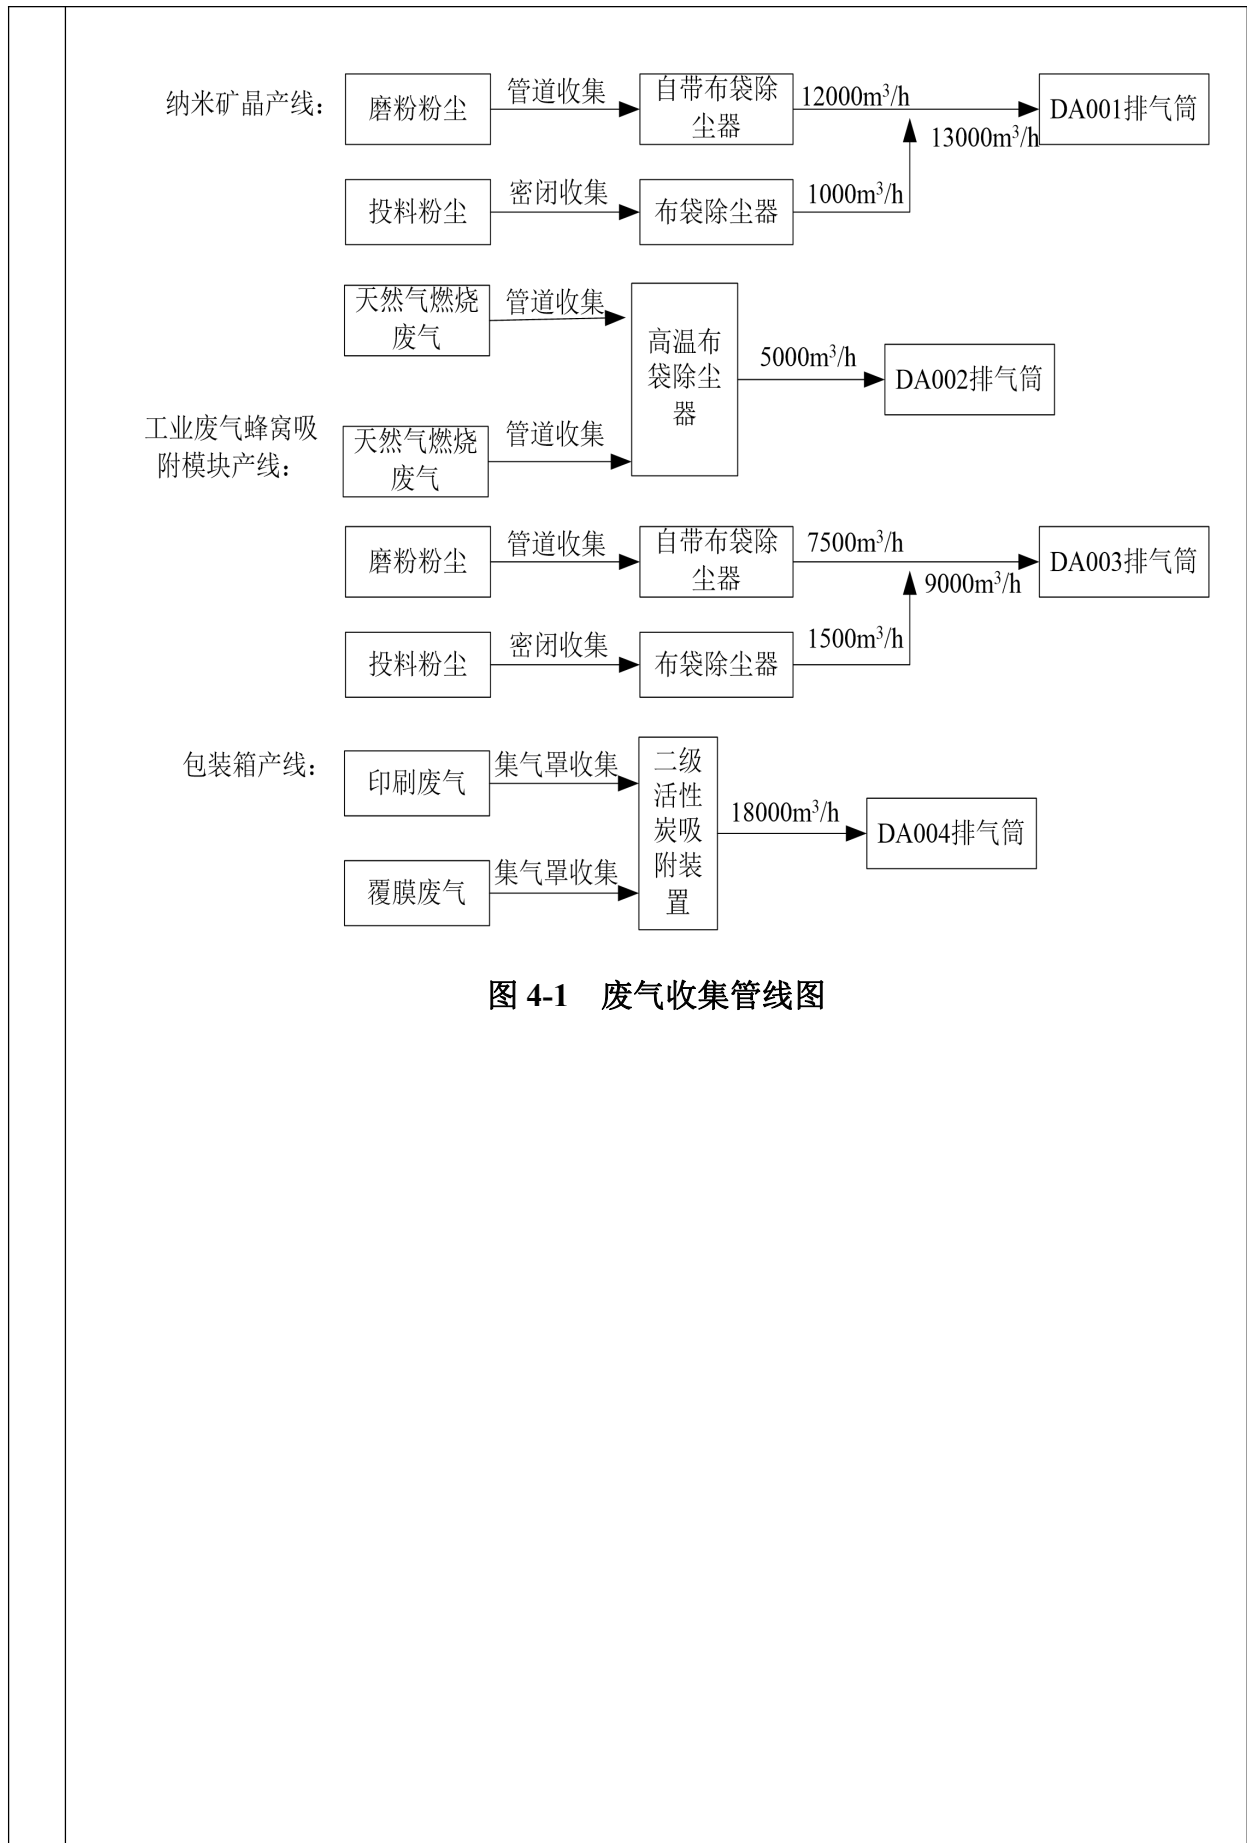 纳米矿晶产线：
磨粉粉尘
管道收集
自带布袋除
尘器
12000m³/h
13000m³/h
DA001排气筒
投料粉尘
密闭收集
布袋除尘器
1000m³/h
天然气燃烧
废气
管道收集
高温布
袋除尘
器
5000m³/h
DA002排气筒
工业废气蜂窝吸
附模块产线：
天然气燃烧
废气
管道收集
磨粉粉尘
管道收集
自带布袋除
尘器
7500m³/h
9000m³/h
DA003排气筒
投料粉尘
密闭收集
布袋除尘器
1500m³/h
包装箱产线：
印刷废气
集气罩收集
二级
活性
炭吸
附装
置
18000m³/h
DA004排气筒
覆膜废气
集气罩收集
图 4-1 废气收集管线图